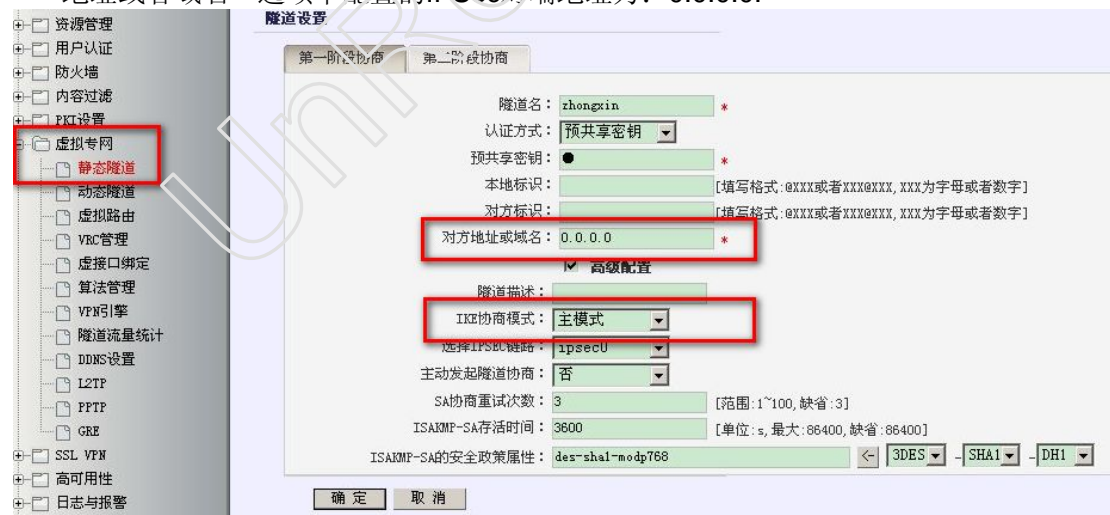 隧道设置
资源管理
用户认证
防火墙
内容过滤
PKI设置
虚拟专网
静态隧道
动态隧道
虚拟路由
VRC管理
虚接口绑定
算法管理
VPN引擎
隧道流量统计
DDNS设置
L2TP
PPTP
GRE
SSL VPN
高可用性
日志与报警
第一阶段协商 第二阶段协商
隧道名： zhongxin *
认证方式： 预共享密钥
预共享密钥： ● *
本地标识： [填写格式:@XXX或者XXX@XXX,XXX为字母或者数字]
对方标识： [填写格式:@XXX或者XXX@XXX,XXX为字母或者数字]
对方地址或域名： 0.0.0.0 *
高级配置
隧道描述：
IKE协商模式： 主模式
选择IPSEC链路： ipsec0
主动发起隧道协商： 否
SA协商重试次数： 3 [范围:1~100,缺省:3]
ISAKMP-SA存活时间： 3600 [单位:s,最大:86400,缺省:86400]
ISAKMP-SA的安全政策属性： des-sha1-modp768 <- 3DES - SHA1 - DH1
确 定 取 消